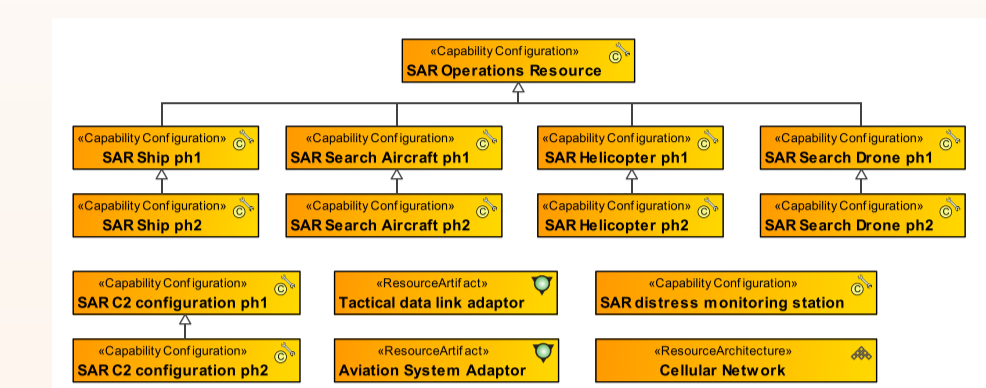 «Capability Configuration»
SAR Operations Resource
«Capability Configuration»
SAR Ship ph1
«Capability Configuration»
SAR Search Aircraft ph1
«Capability Configuration»
SAR Helicopter ph1
«Capability Configuration»
SAR Search Drone ph1
«Capability Configuration»
SAR Ship ph2
«Capability Configuration»
SAR Search Aircraft ph2
«Capability Configuration»
SAR Helicopter ph2
«Capability Configuration»
SAR Search Drone ph2
«Capability Configuration»
SAR C2 configuration ph1
«ResourceArtifact»
Tactical data link adaptor
«Capability Configuration»
SAR distress monitoring station
«Capability Configuration»
SAR C2 configuration ph2
«ResourceArtifact»
Aviation System Adaptor
«ResourceArchitecture»
Cellular Network